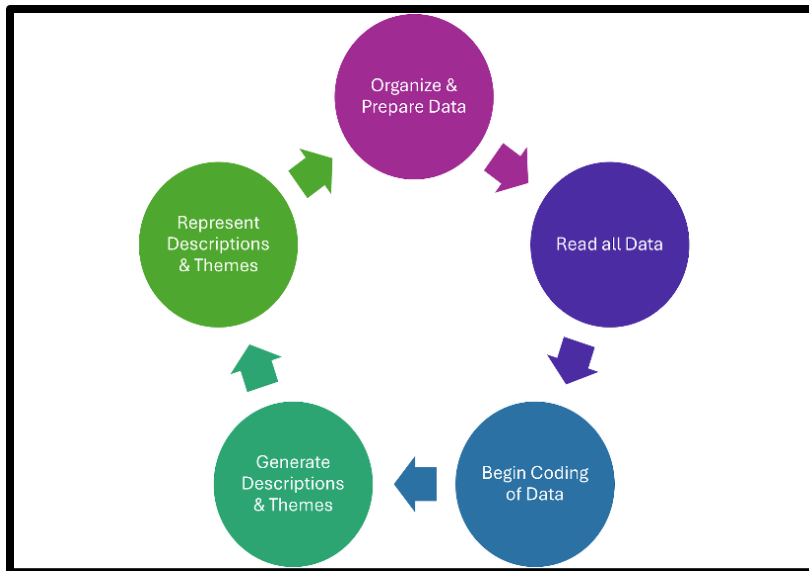 Organize &
Prepare Data
Read all Data
Begin Coding
of Data
Generate
Descriptions
& Themes
Represent
Descriptions
& Themes